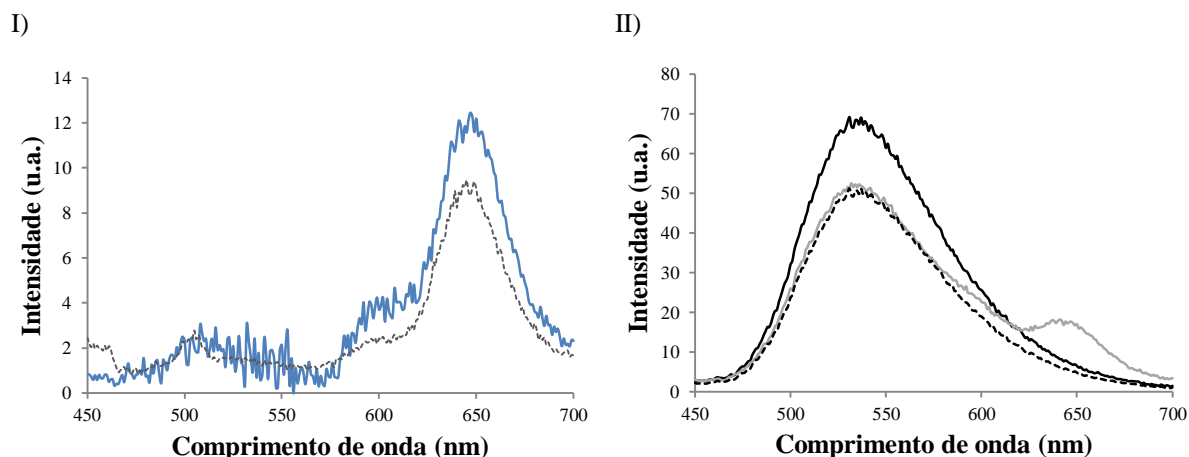 I)
II)
Intensidade (u.a.)
14
12
10
8
6
4
2
0
450 500 550 600 650 700
Comprimento de onda (nm)
Intensidade (u.a.)
80
70
60
50
40
30
20
10
0
450 500 550 600 650 700
Comprimento de onda (nm)